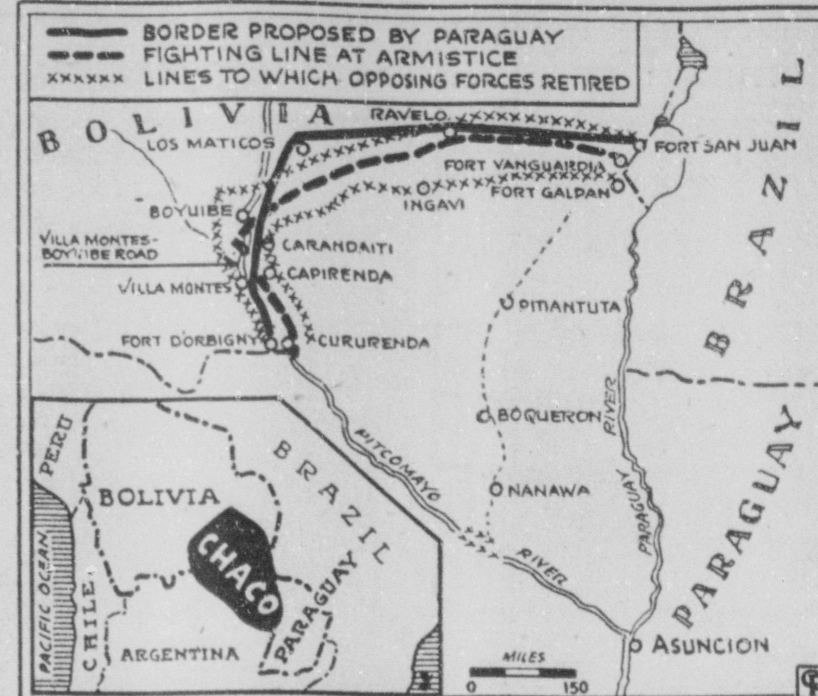 BORDER PROPOSED BY PARAGUAY
FIGHTING LINE AT ARMISTICE
xxxxxx LINES TO WHICH OPPOSING FORCES RETIRED
BOLIVIA
BRAZIL
RAVELO
LOS MATICOS
FORT SAN JUAN
FORT VANGUARDIA
FORT GALPAN
INGAVI
BOYUIBE
VILLA MONTES-
BOYUIBE ROAD
CARANDAITI
CAPIRENDA
VILLA MONTES
PITIANTUTA
FORT D'ORBIGNY
CURURENDA
BOQUERON
NANAWA
PITCOMAYO
RIVER
PARAGUAY
RIVER
PARAGUAY
ASUNCION
MILES
0 150
PERU
BOLIVIA
BRAZIL
CHACO
PACIFIC OCEAN
CHILE
PARAGUAY
ARGENTINA